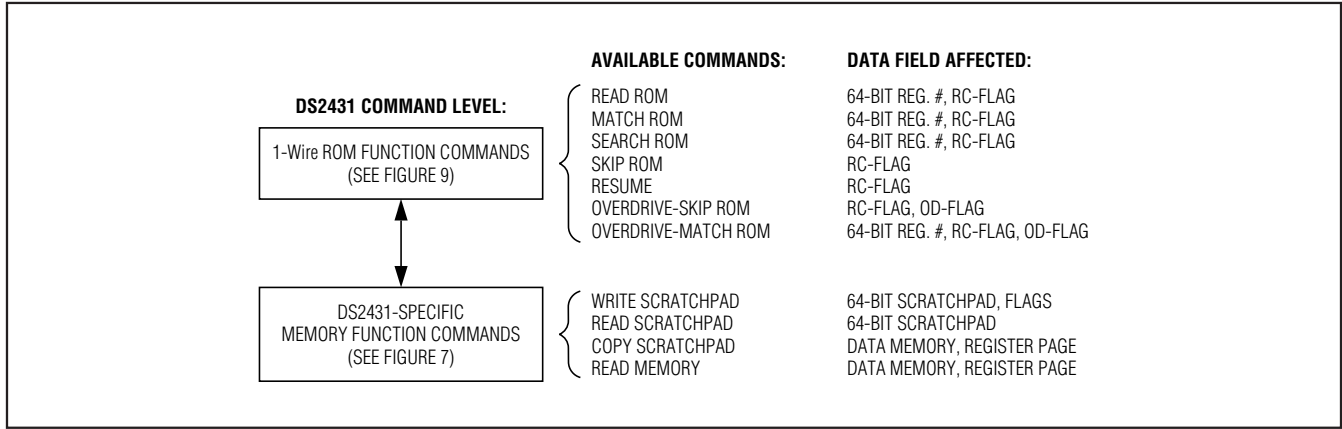 AVAILABLE COMMANDS: DATA FIELD AFFECTED:
DS2431 COMMAND LEVEL:
1-Wire ROM FUNCTION COMMANDS
(SEE FIGURE 9)
READ ROM 64-BIT REG. #, RC-FLAG
MATCH ROM 64-BIT REG. #, RC-FLAG
SEARCH ROM 64-BIT REG. #, RC-FLAG
SKIP ROM RC-FLAG
RESUME RC-FLAG
OVERDRIVE-SKIP ROM RC-FLAG, OD-FLAG
OVERDRIVE-MATCH ROM 64-BIT REG. #, RC-FLAG, OD-FLAG
DS2431-SPECIFIC
MEMORY FUNCTION COMMANDS
(SEE FIGURE 7)
WRITE SCRATCHPAD 64-BIT SCRATCHPAD, FLAGS
READ SCRATCHPAD 64-BIT SCRATCHPAD
COPY SCRATCHPAD DATA MEMORY, REGISTER PAGE
READ MEMORY DATA MEMORY, REGISTER PAGE